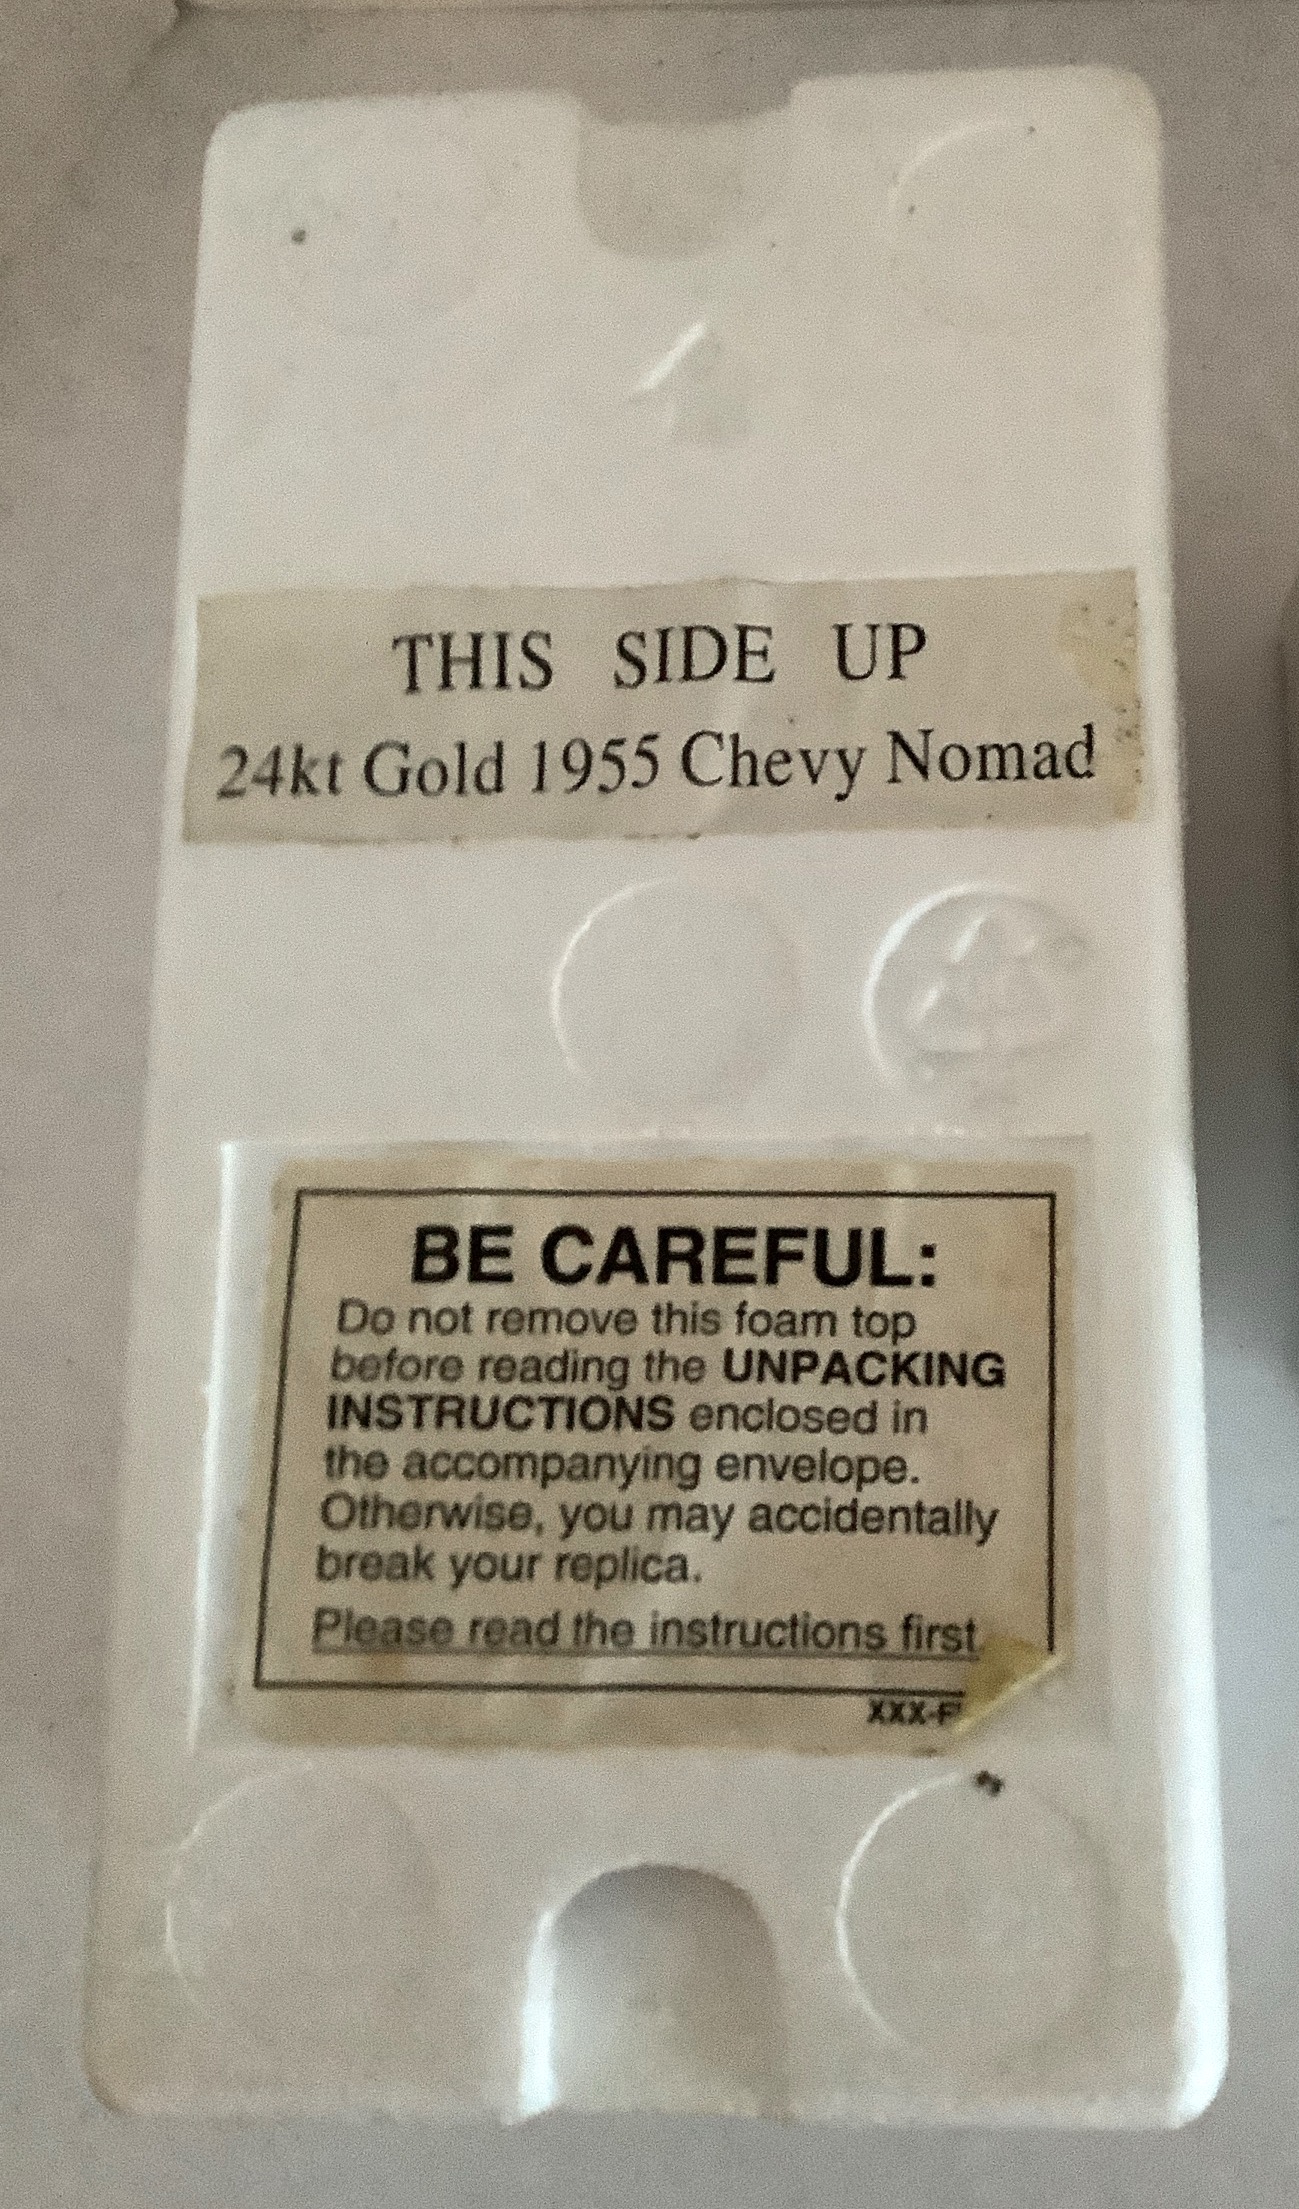 THIS SIDE UP
24kt Gold 1955 Chevy Nomad
BE CAREFUL:
Do not remove this foam top
before reading the UNPACKING
INSTRUCTIONS enclosed in
the accompanying envelope.
Otherwise, you may accidentally
break your replica.
Please read the instructions first
XXX-F